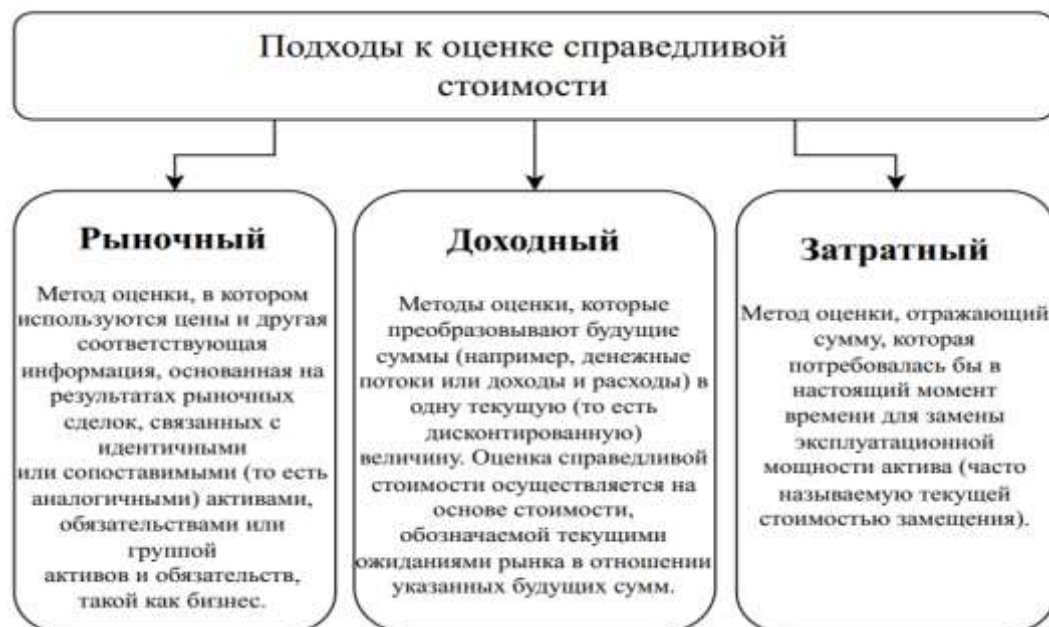 Подходы к оценке справедливой
стоимости
Рыночный
Метод оценки, в котором
используются цены и другая
соответствующая
информация, основанная на
результатах рыночных
сделок, связанных с
идентичными
или сопоставимыми (то есть
аналогичными) активами,
обязательствами или
группой
активов и обязательств,
такой как бизнес.
Доходный
Методы оценки, которые
преобразовывают будущие
суммы (например, денежные
потоки или доходы и расходы) в
одну текущую (то есть
дисконтированную)
величину. Оценка справедливой
стоимости осуществляется на
основе стоимости,
обозначаемой текущими
ожиданиями рынка в отношении
указанных будущих сумм.
Затратный
Метод оценки, отражающий
сумму, которая
потребовалась бы в
настоящий момент
времени для замены
эксплуатационной
мощности актива (часто
называемую текущей
стоимостью замещения).